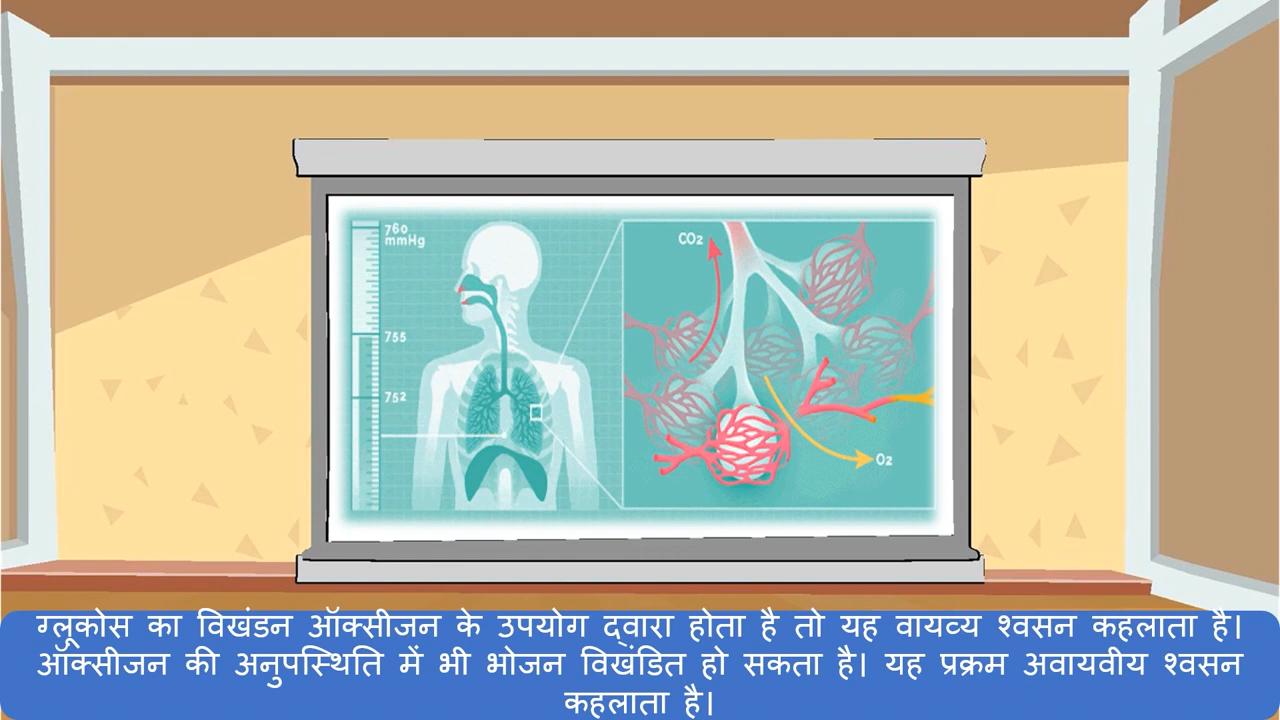 760
mmHg
755
752
CO2
O2
ग्लूकोस का विखंडन ऑक्सीजन के उपयोग द्वारा होता है तो यह वायव्य श्वसन कहलाता है।
ऑक्सीजन की अनुपस्थिति में भी भोजन विखंडित हो सकता है। यह प्रक्रम अवायवीय श्वसन
कहलाता है।